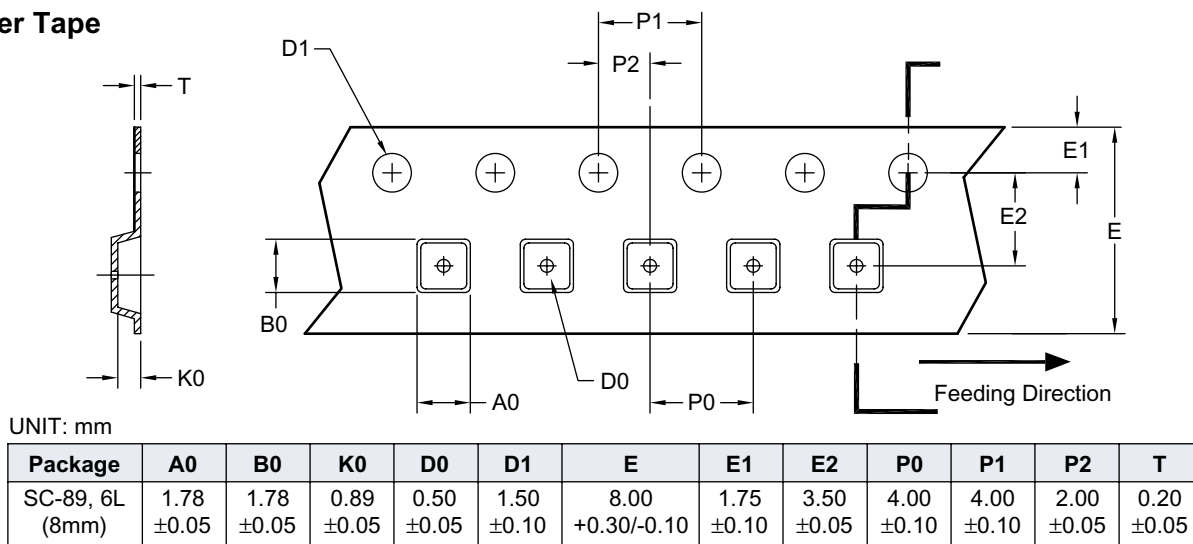 er Tape
P1
D1
P2
T
E1
E2
E
B0
D0
K0
A0
P0
Feeding Direction
UNIT: mm
Package A0 B0 K0 D0 D1 E E1 E2 P0 P1 P2 T
SC-89, 6L 1.78 1.78 0.89 0.50 1.50 8.00 1.75 3.50 4.00 4.00 2.00 0.20
(8mm) ±0.05 ±0.05 ±0.05 ±0.05 ±0.10 +0.30/-0.10 ±0.10 ±0.05 ±0.10 ±0.10 ±0.05 ±0.05